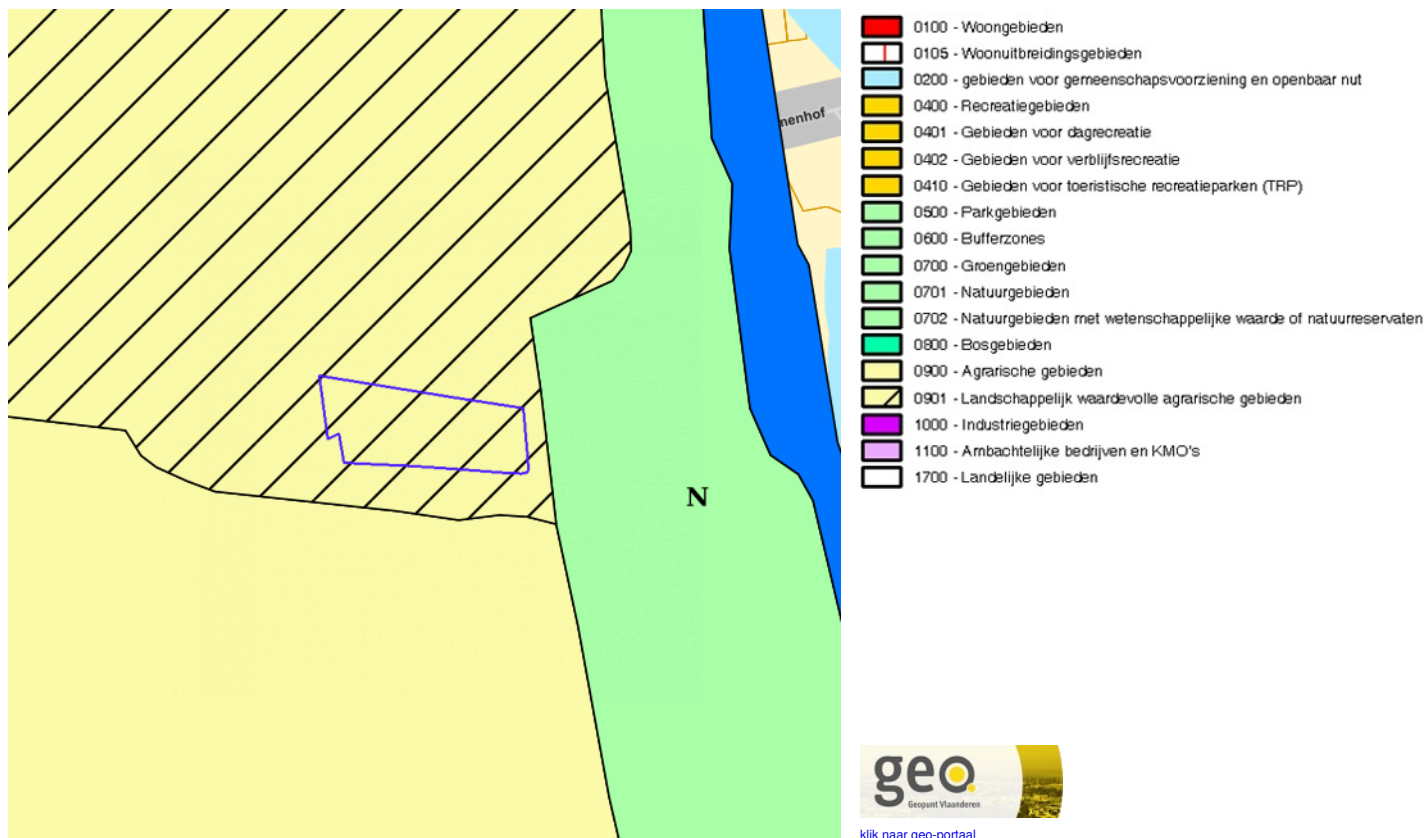 menhof
N
0100 - Woongebieden
0105 - Woonuitbreidingsgebieden
0200 - gebieden voor gemeenschapsvoorziening en openbaar nut
0400 - Recreatiegebieden
0401 - Gebieden voor dagrecreatie
0402 - Gebieden voor verblijfsrecreatie
0410 - Gebieden voor toeristische recreatieparken (TRP)
0500 - Parkgebieden
0600 - Bufferzones
0700 - Groengebieden
0701 - Natuurgebieden
0702 - Natuurgebieden met wetenschappelijke waarde of natuurreservaten
0800 - Bosgebieden
0900 - Agrarische gebieden
0901 - Landschappelijk waardevolle agrarische gebieden
1000 - Industriegebieden
1100 - Ambachtelijke bedrijven en KMO's
1700 - Landelijke gebieden
geo.
Geopunt Vlaanderen
klik naar geo-portaal